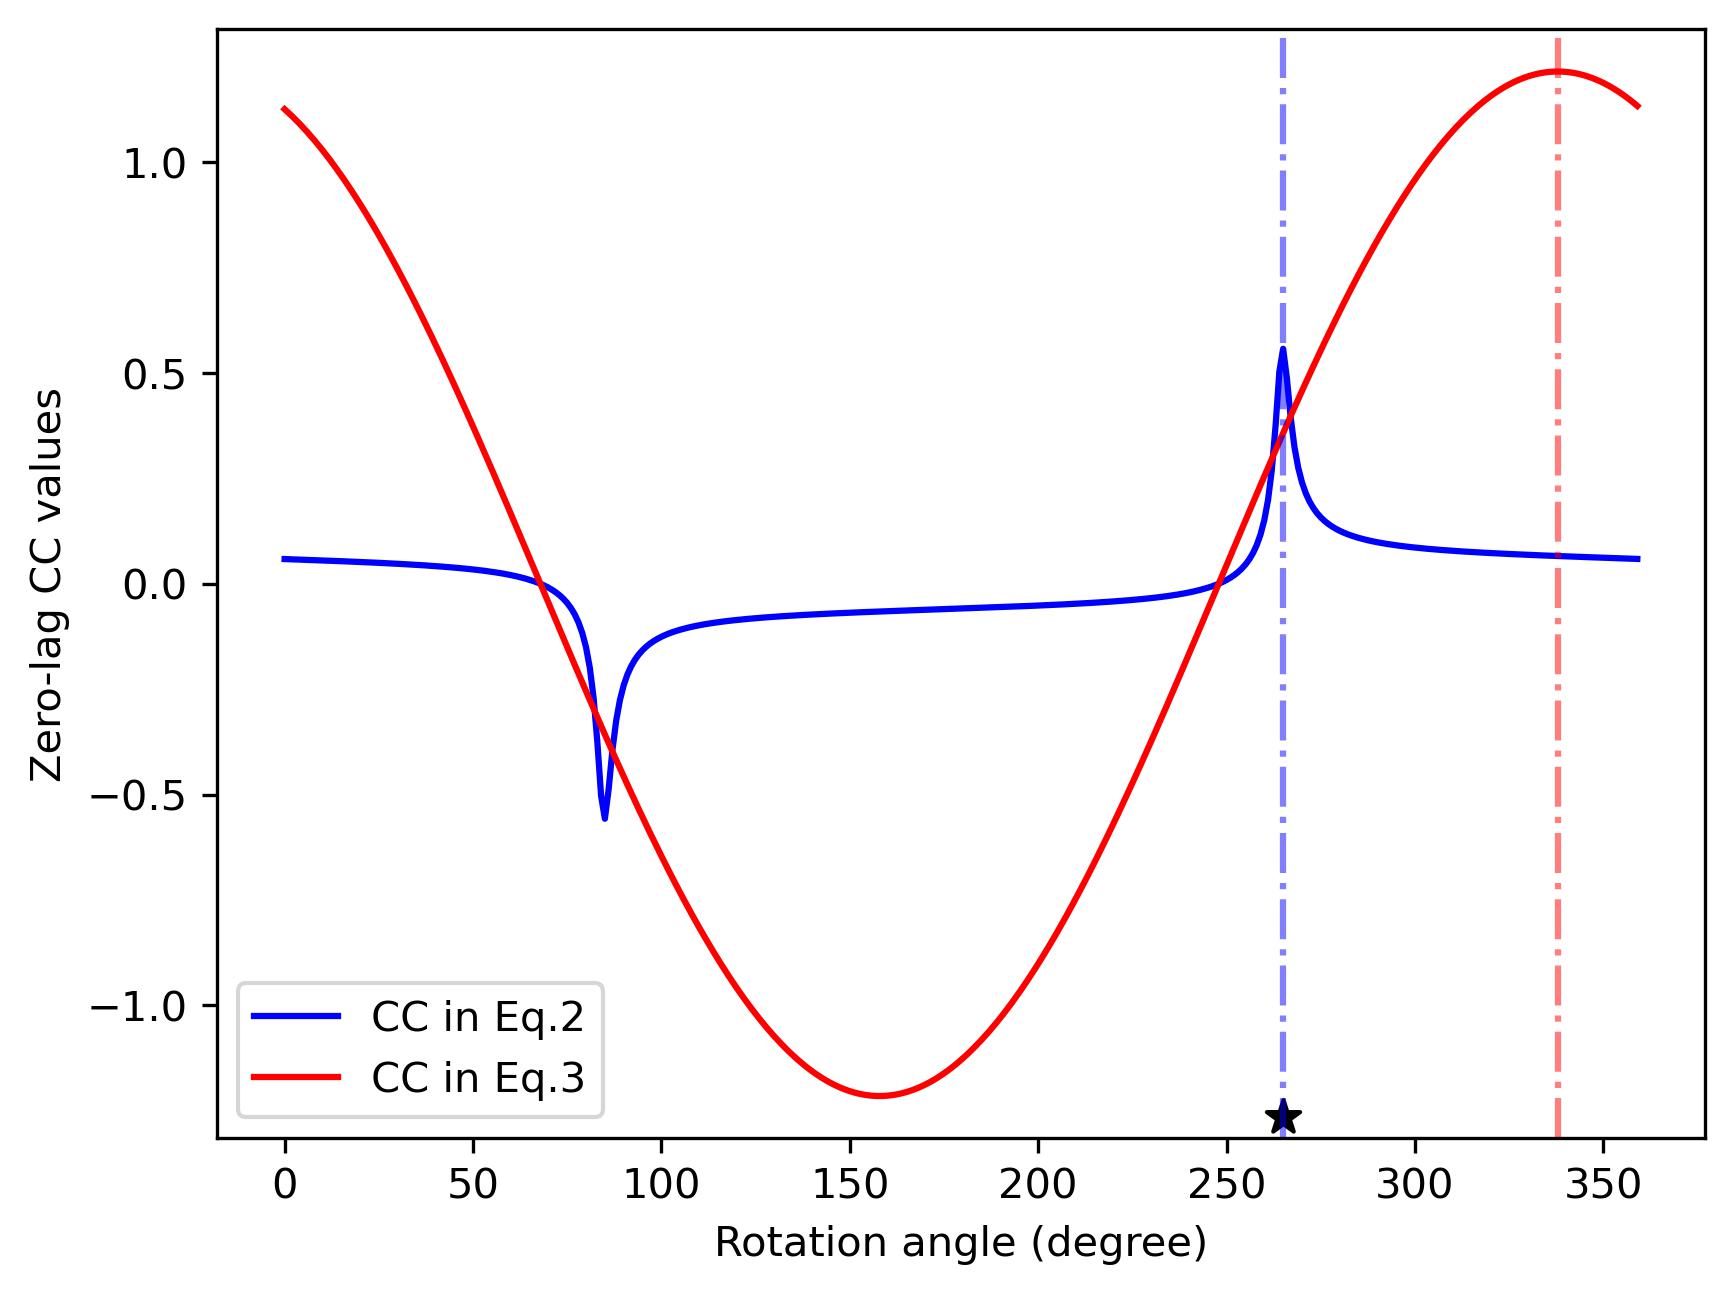 Zero-lag CC values
1.0
0.5
0.0
−0.5
−1.0
CC in Eq.2
CC in Eq.3
0 50 100 150 200 250 300 350
Rotation angle (degree)